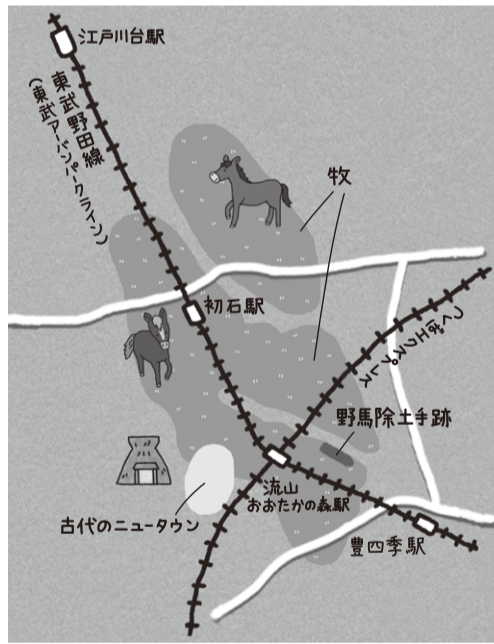 江戸川台駅
東武野田線
(東武アーバンパークライン)
牧
初石駅
つくばエクスプレス
野馬除土手跡
流山
おおたかの森駅
古代のニュータウン
豊四季駅